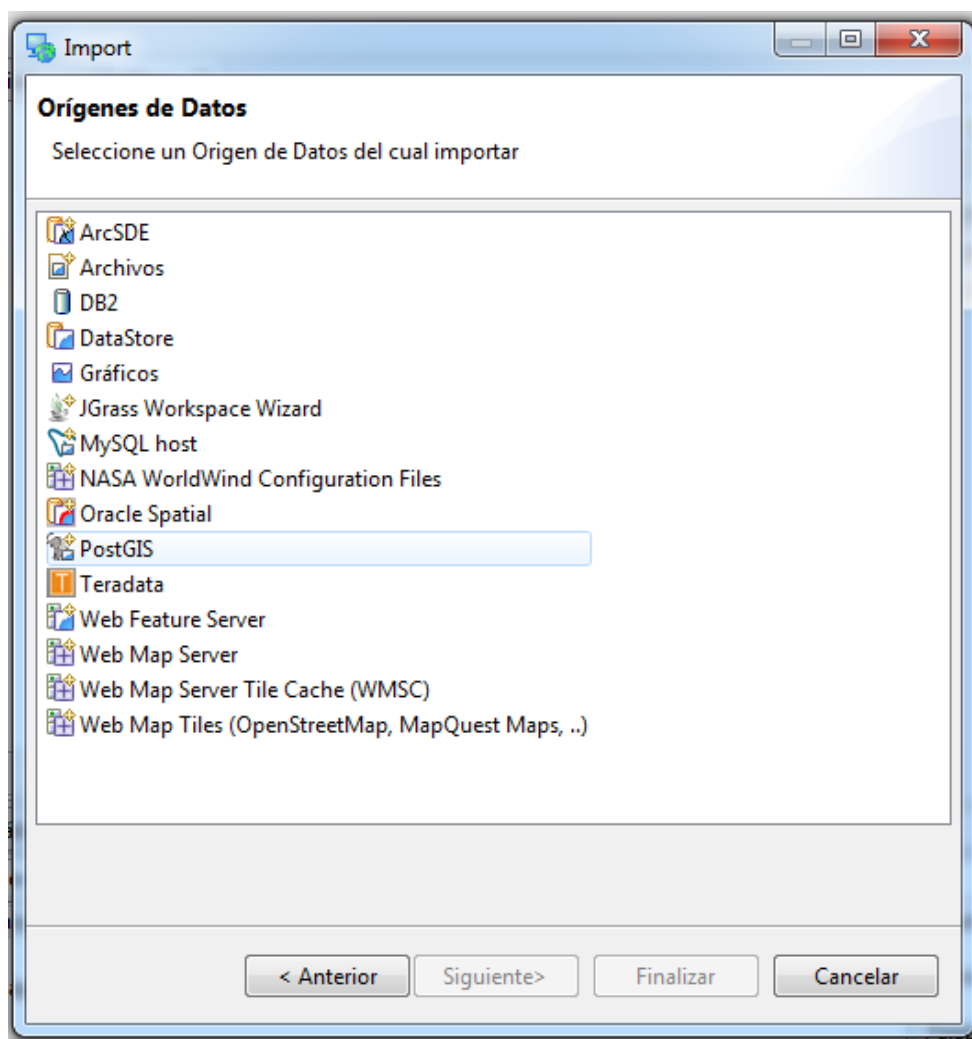 Import
Orígenes de Datos
Seleccione un Origen de Datos del cual importar
ArcSDE
Archivos
DB2
DataStore
Gráficos
JGrass Workspace Wizard
MySQL host
NASA WorldWind Configuration Files
Oracle Spatial
PostGIS
Teradata
Web Feature Server
Web Map Server
Web Map Server Tile Cache (WMSC)
Web Map Tiles (OpenStreetMap, MapQuest Maps, ..)
< Anterior Siguiente> Finalizar Cancelar